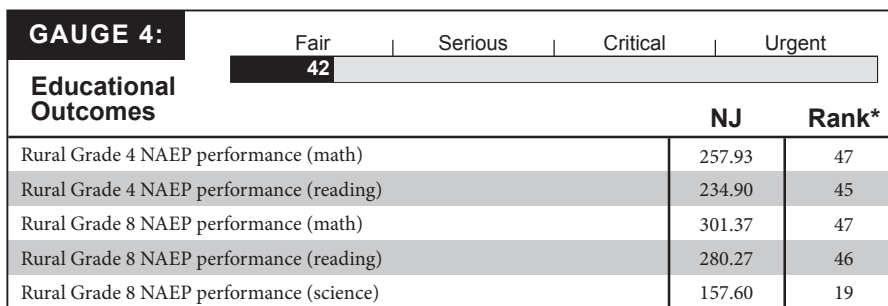 GAUGE 4:
Fair Serious Critical Urgent
42
Educational
Outcomes
NJ Rank*
Rural Grade 4 NAEP performance (math) 257.93 47
Rural Grade 4 NAEP performance (reading) 234.90 45
Rural Grade 8 NAEP performance (math) 301.37 47
Rural Grade 8 NAEP performance (reading) 280.27 46
Rural Grade 8 NAEP performance (science) 157.60 19